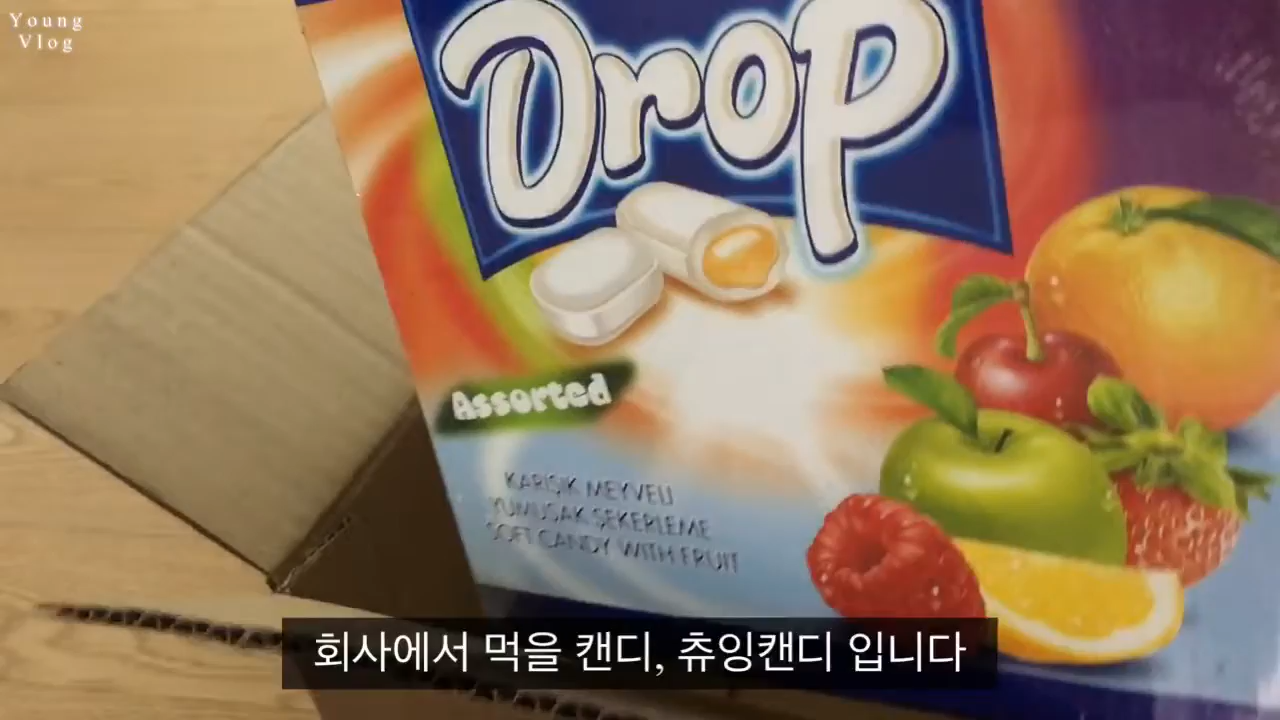 Young
Vlog
Drop
Assorted
KARIŞIK MEYVELİ
YUMUŞAK ŞEKERLEME
SOFT CANDY WITH FRUIT
회사에서 먹을 캔디, 츄잉캔디 입니다